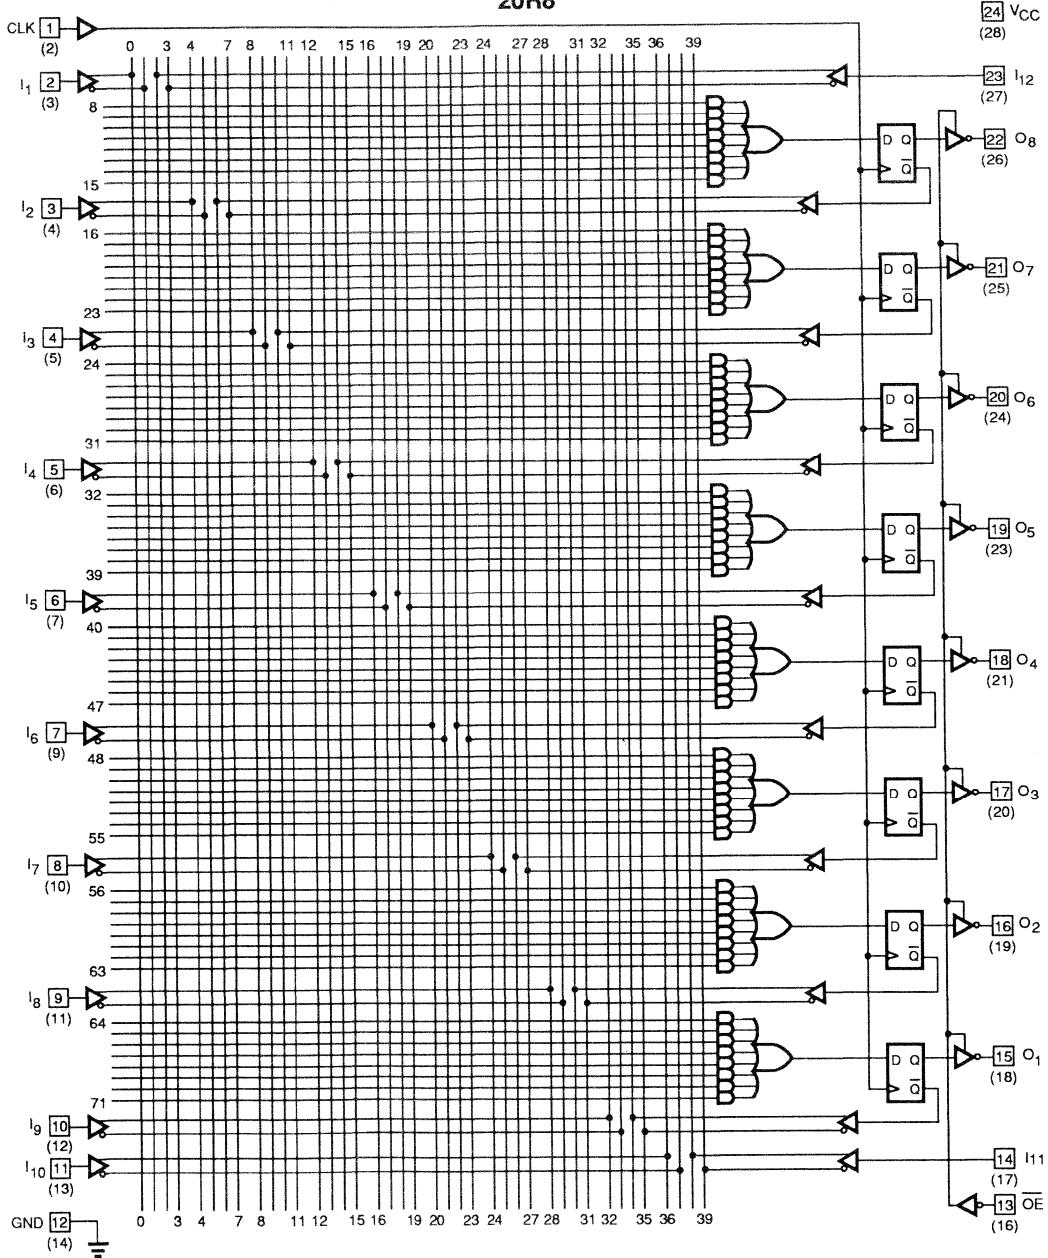 20R8
24 VCC
(28)
CLK 1
(2)
0 3 4 7 8 11 12 15 16 19 20 23 24 27 28 31 32 35 36 39
I1 2
(3)
23 I12
(27)
8
D Q
Q
22 O8
(26)
15
I2 3
(4)
16
D Q
Q
21 O7
(25)
23
I3 4
(5)
24
D Q
Q
20 O6
(24)
31
I4 5
(6)
32
D Q
Q
19 O5
(23)
39
I5 6
(7)
40
D Q
Q
18 O4
(21)
47
I6 7
(9)
48
D Q
Q
17 O3
(20)
55
I7 8
(10)
56
D Q
Q
16 O2
(19)
63
I8 9
(11)
64
D Q
Q
15 O1
(18)
71
I9 10
(12)
I10 11
(13)
14 I11
(17)
13 OE
(16)
GND 12
(14)
0 3 4 7 8 11 12 15 16 19 20 23 24 27 28 31 32 35 36 39